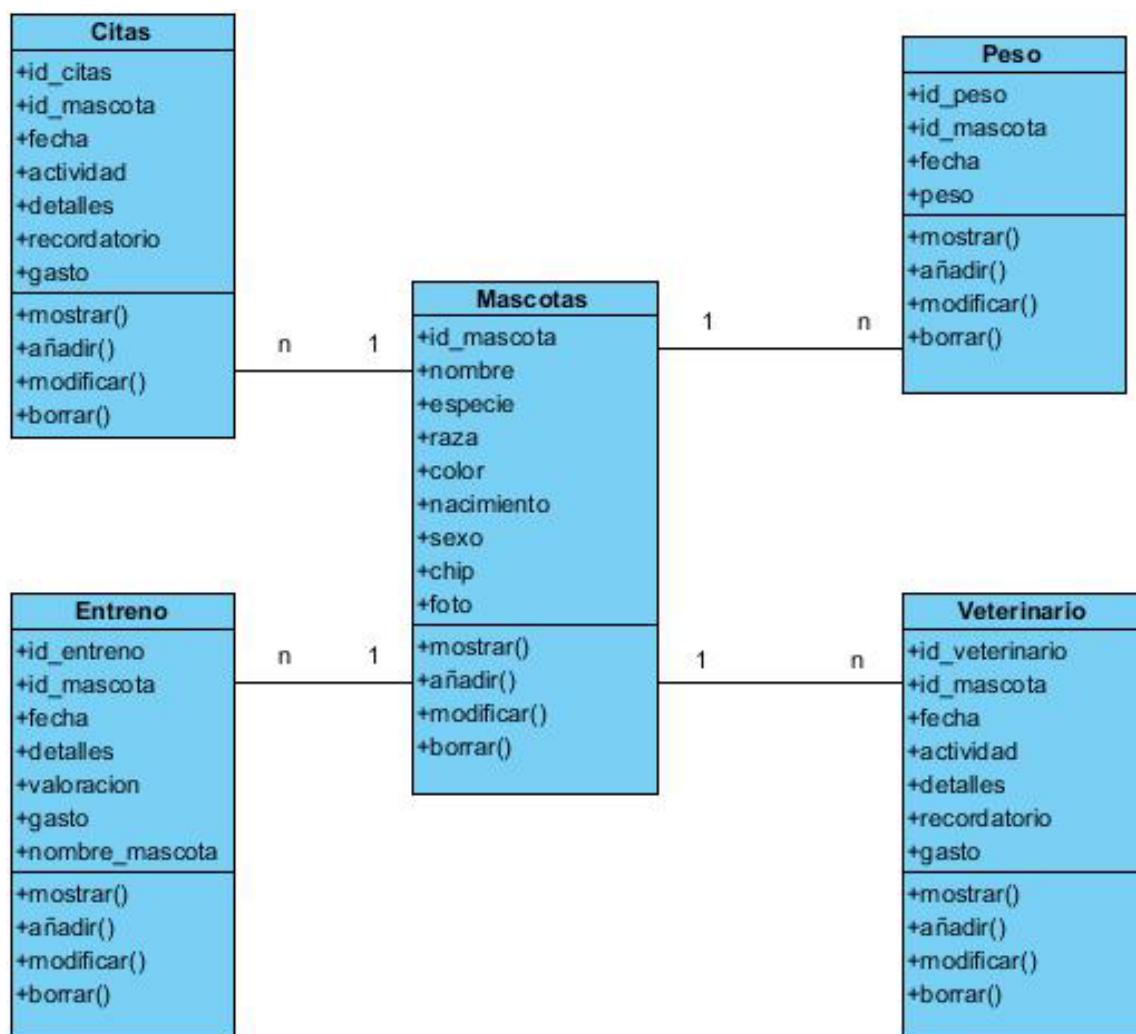 Citas
+id_citas
+id_mascota
+fecha
+actividad
+detalles
+recordatorio
+gasto
+mostrar()
+añadir()
+modificar()
+borrar()
n
1
Peso
+id_peso
+id_mascota
+fecha
+peso
+mostrar()
+añadir()
+modificar()
+borrar()
1
n
Mascotas
+id_mascota
+nombre
+especie
+raza
+color
+nacimiento
+sexo
+chip
+foto
+mostrar()
+añadir()
+modificar()
+borrar()
Entreno
+id_entreno
+id_mascota
+fecha
+detalles
+valoracion
+gasto
+nombre_mascota
+mostrar()
+añadir()
+modificar()
+borrar()
n
1
Veterinario
+id_veterinario
+id_mascota
+fecha
+actividad
+detalles
+recordatorio
+gasto
+mostrar()
+añadir()
+modificar()
+borrar()
1
n